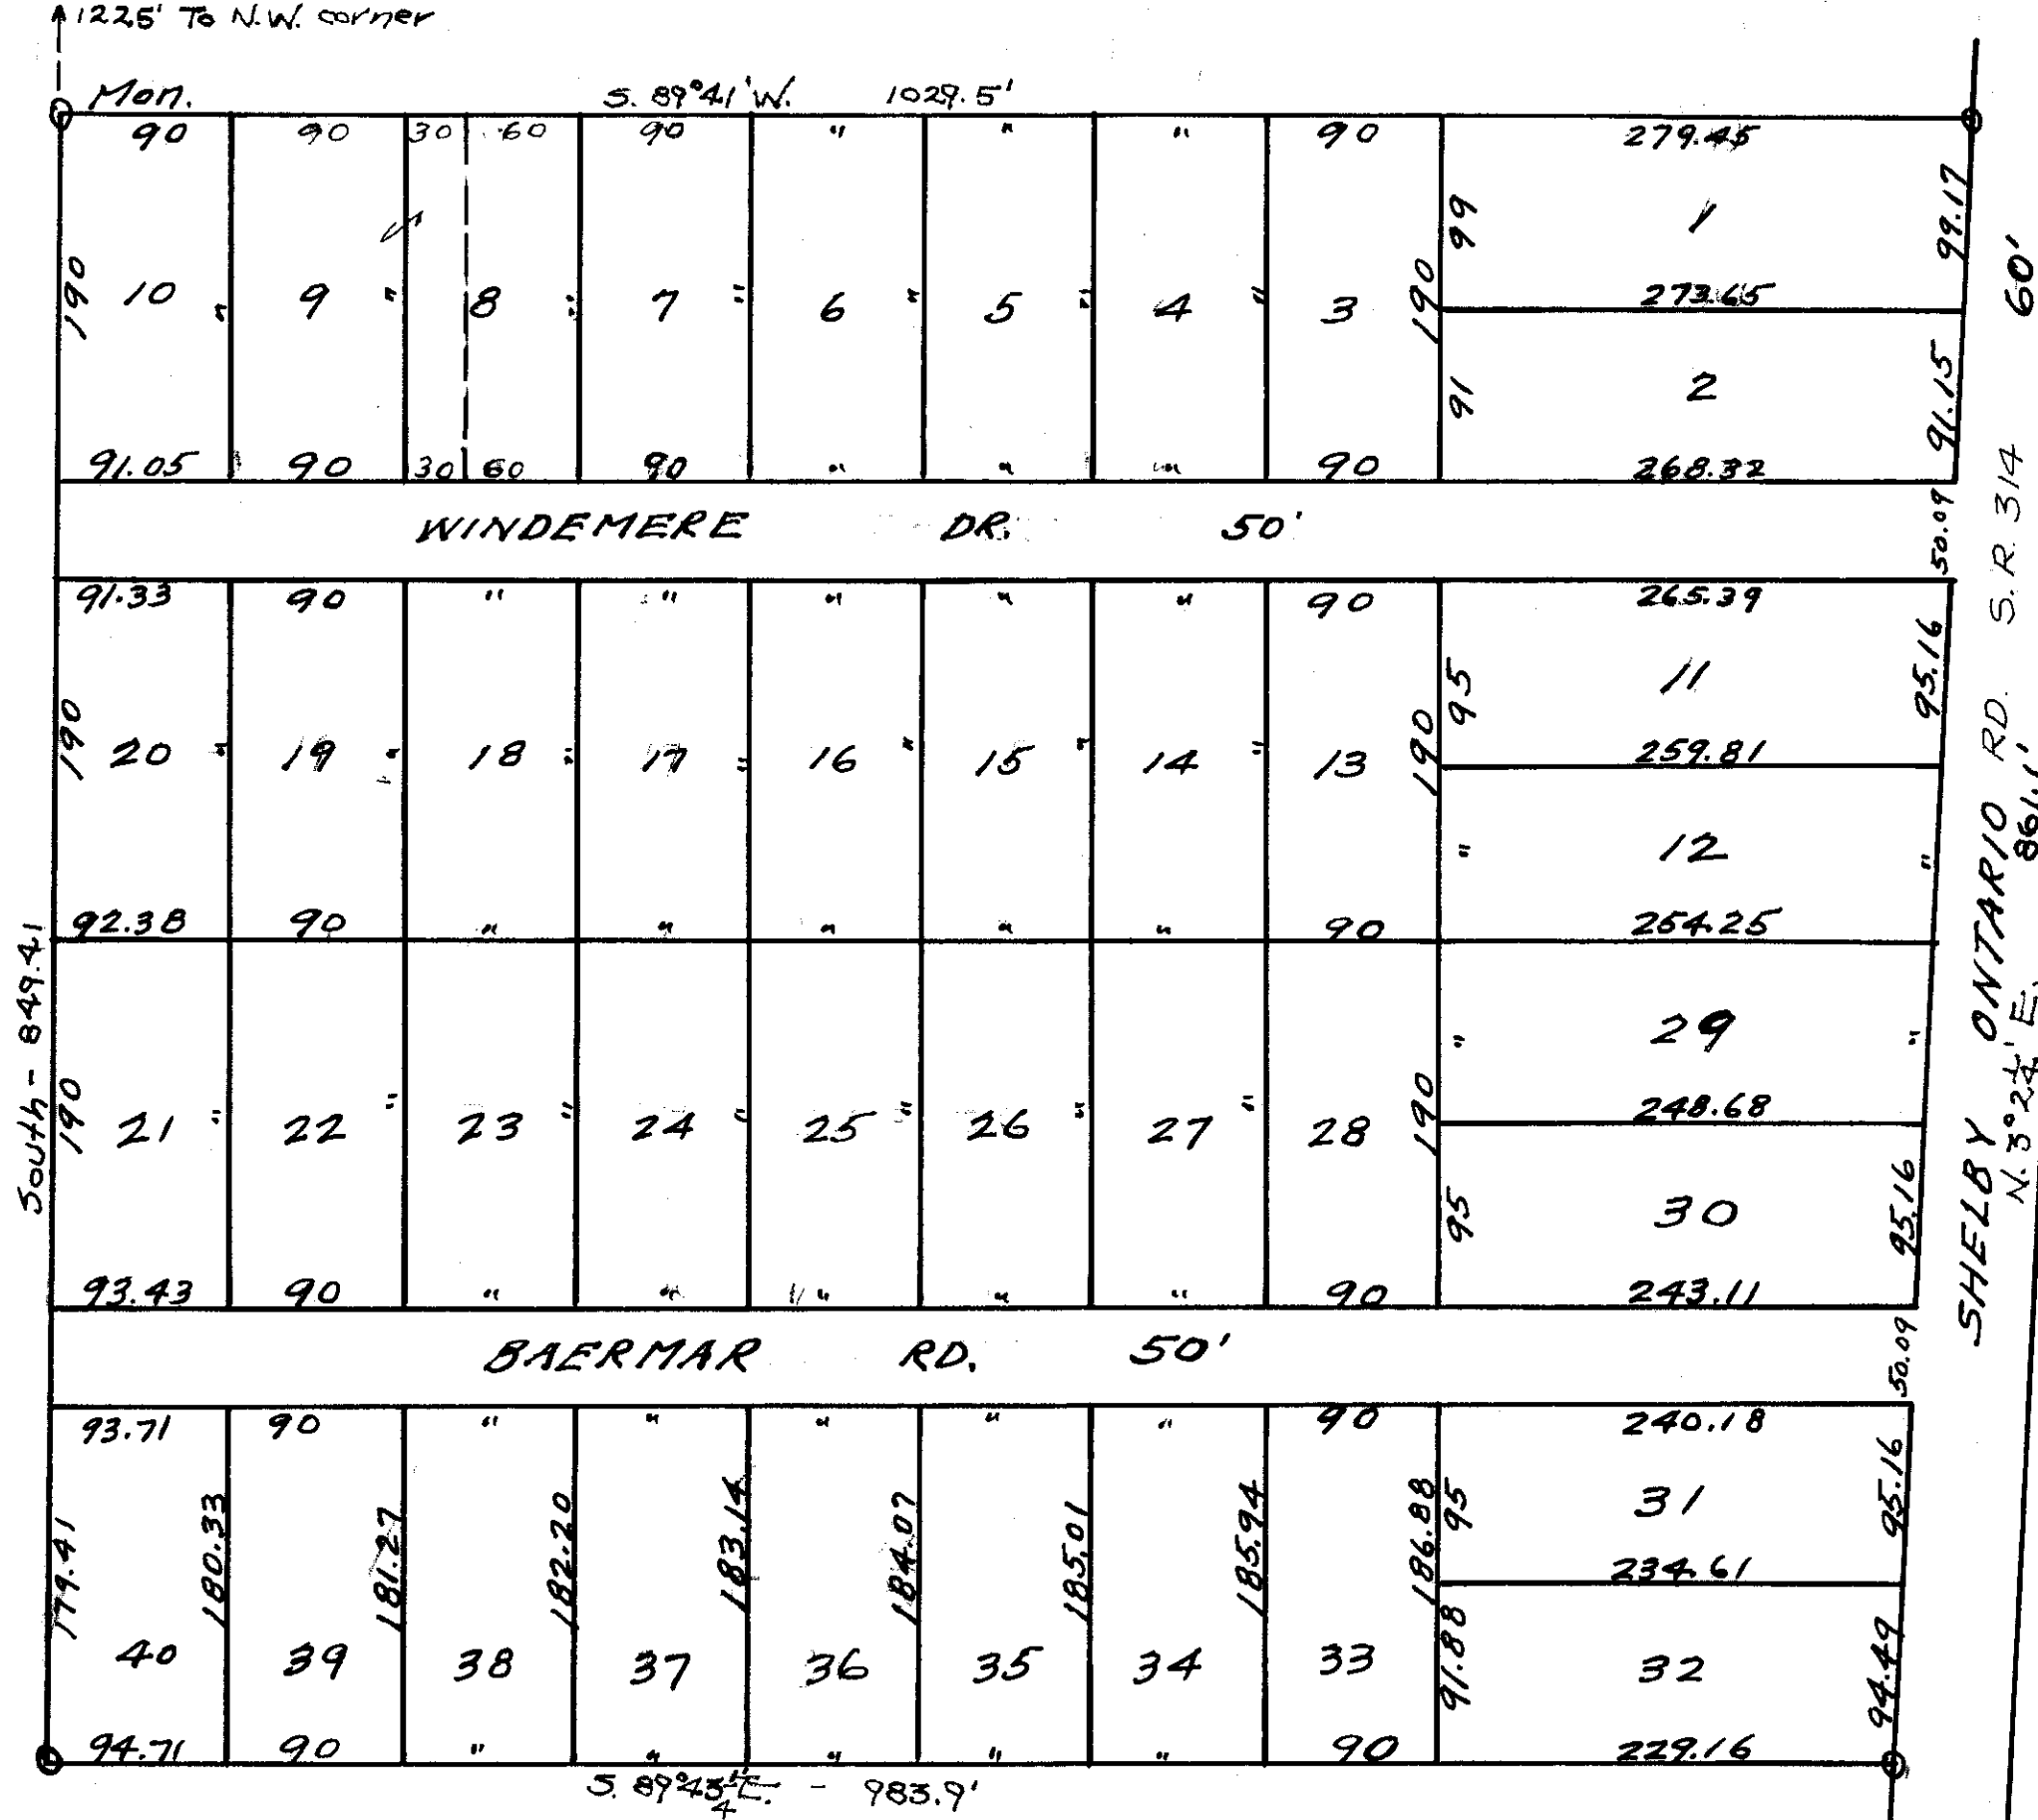 1225' To N.W. corner
Mon. S. 89°41' W. 1029.5'
90 90 30 60 90 " " " 90 279.45
190 10 " 9 " 8 " 7 " 6 " 5 " 4 " 3 190 99 1 99.17
273.65
91 2 91.15
91.05 90 30 60 90 " " " 90 268.32
WINDEMERE DR. 50' 50.09
91.33 90 " " " " " 90 265.39
95 11 95.16
190 20 " 19 " 18 " 17 " 16 " 15 " 14 " 13 190 259.81
" 12 "
92.38 90 " " " " " 90 254.25
" 29 "
190 21 " 22 " 23 " 24 " 25 " 26 " 27 " 28 190 248.68
95 30 95.16
93.43 90 " " " " " 90 243.11
BAERMAR RD. 50' 50.09
93.71 90 " " " " " 90 240.18
179.41 180.33 181.27 182.20 183.14 184.07 185.01 185.94 186.88 95 31 95.16
234.61
40 39 38 37 36 35 34 33 91.88 32 94.49
94.71 90 " " " " " 90 229.16
S. 89°43¼' E. - 983.9'
South - 849.41
60'
SHELBY ONTARIO RD. S.R. 314
N. 3°2¼' E. 861.1'